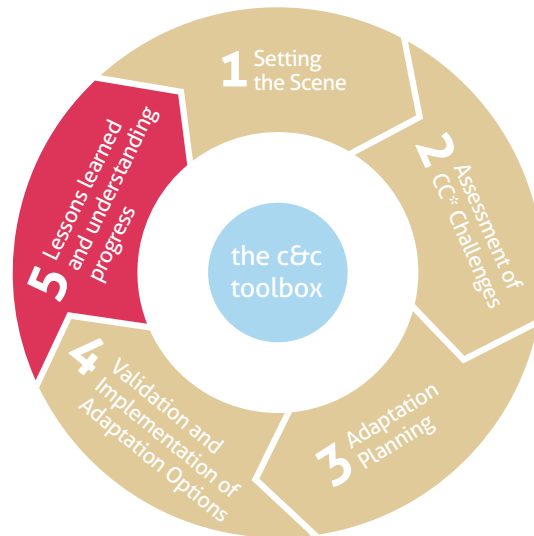 1 Setting
the Scene
2 Assessment of
CC* Challenges
3 Adaptation
Planning
4 Validation and
Implementation of
Adaptation Options
5 Lessons learned
and understanding
progress
the c&c
toolbox